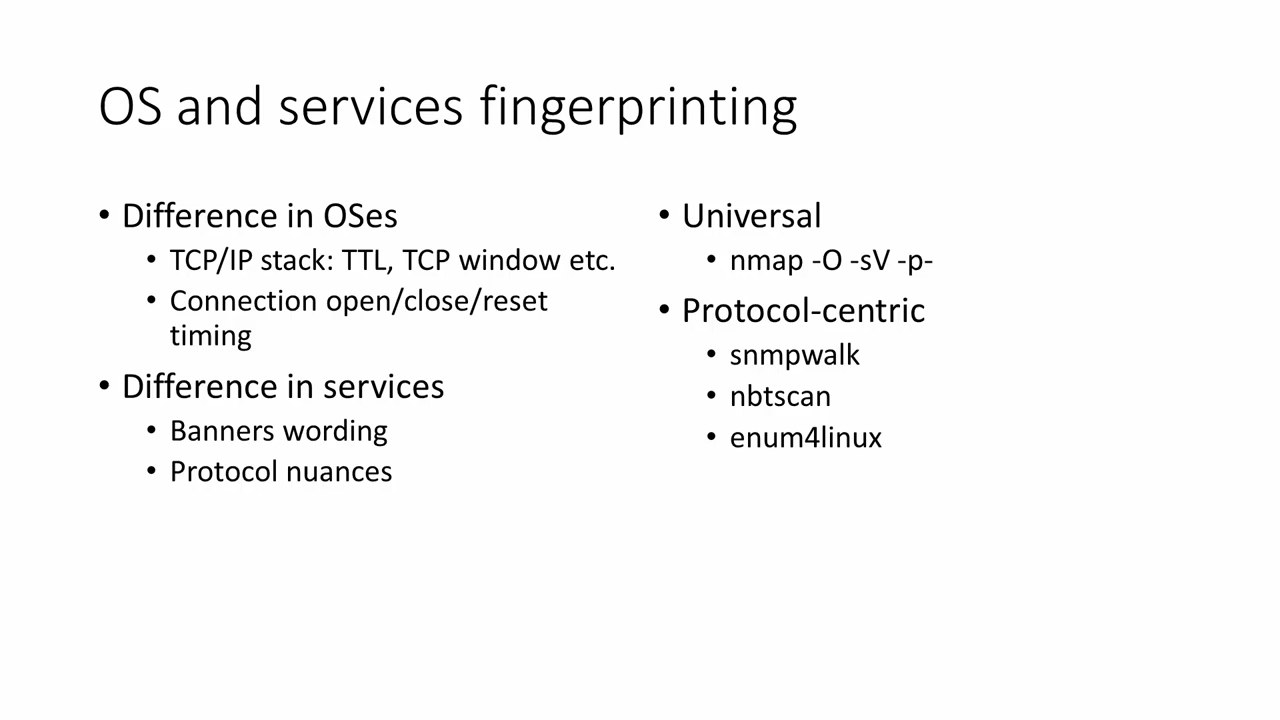 OS and services fingerprinting
• Difference in OSes
• TCP/IP stack: TTL, TCP window etc.
• Connection open/close/reset
timing
• Difference in services
• Banners wording
• Protocol nuances
• Universal
• nmap -O -sV -p-
• Protocol-centric
• snmpwalk
• nbtscan
• enum4linux